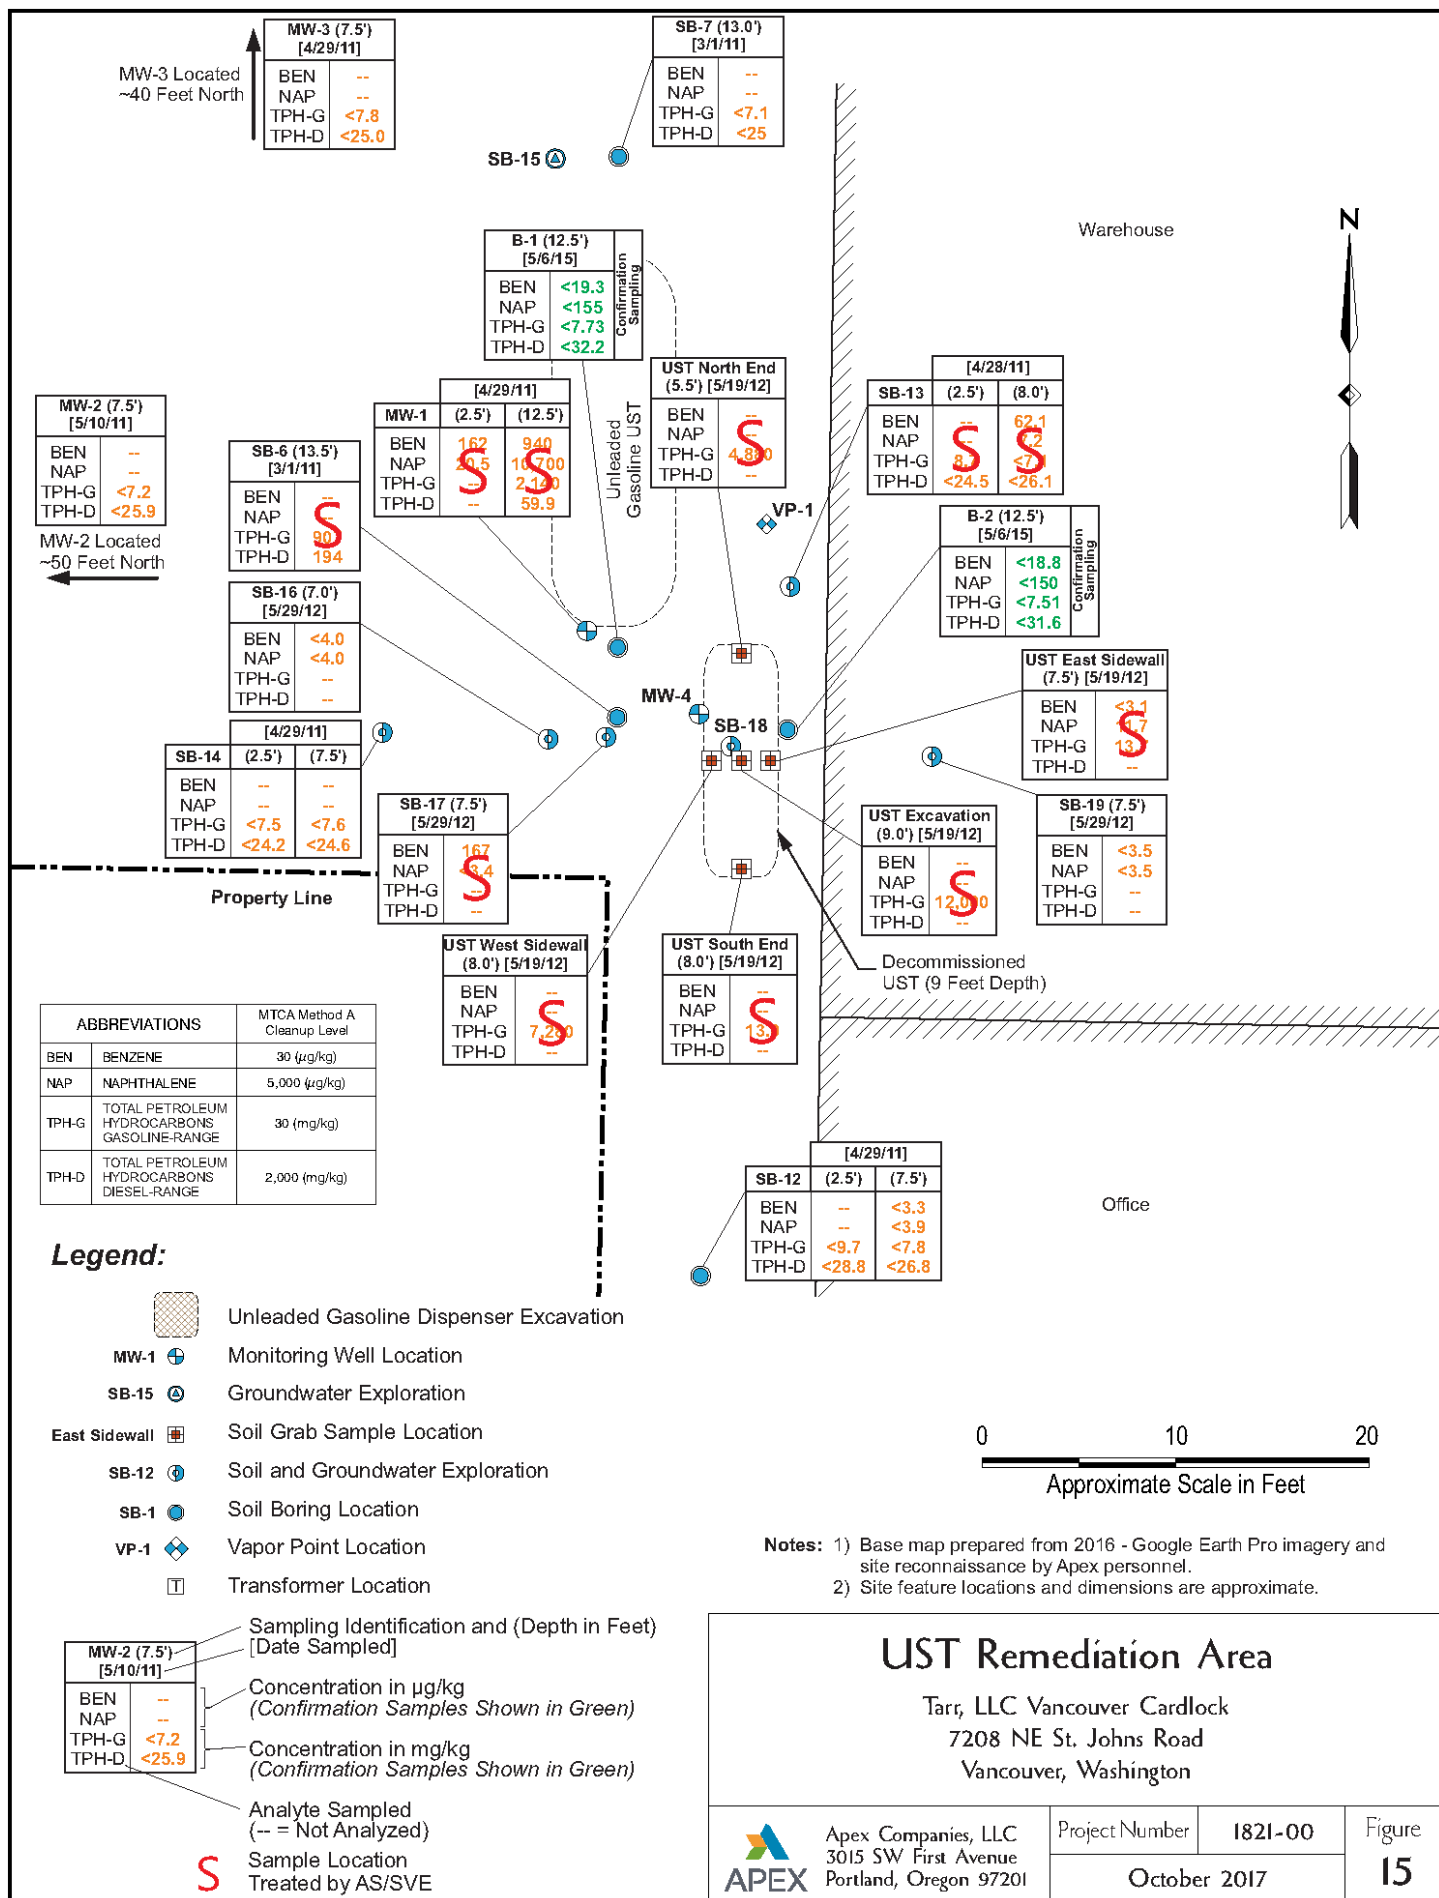 MW-3 (7.5')
[4/29/11]
BEN --
NAP --
TPH-G <7.8
TPH-D <25.0
MW-3 Located
~40 Feet North
SB-7 (13.0')
[3/1/11]
BEN --
NAP --
TPH-G <7.1
TPH-D <25
SB-15
Warehouse
N
B-1 (12.5')
[5/6/15]
BEN <19.3
NAP <155
TPH-G <7.73
TPH-D <32.2
Confirmation
Sampling
Unleaded
Gasoline UST
UST North End
(5.5') [5/19/12]
BEN --
NAP --
TPH-G
TPH-D --
S
[4/28/11]
SB-13 (2.5') (8.0')
BEN -- 62.1
NAP --
TPH-G
TPH-D <24.5 <26.1
S S
[4/29/11]
MW-1 (2.5') (12.5')
BEN 162 940
NAP 20.5 10,700
TPH-G -- 2,140
TPH-D -- 59.9
S S
MW-2 (7.5')
[5/10/11]
BEN --
NAP --
TPH-G <7.2
TPH-D <25.9
MW-2 Located
~50 Feet North
SB-6 (13.5')
[3/1/11]
BEN --
NAP --
TPH-G
TPH-D 194
S
VP-1
B-2 (12.5')
[5/6/15]
BEN <18.8
NAP <150
TPH-G <7.51
TPH-D <31.6
Confirmation
Sampling
SB-16 (7.0')
[5/29/12]
BEN <4.0
NAP <4.0
TPH-G --
TPH-D --
UST East Sidewall
(7.5') [5/19/12]
BEN <3.1
NAP
TPH-G
TPH-D --
S
MW-4
SB-18
[4/29/11]
SB-14 (2.5') (7.5')
BEN -- --
NAP -- --
TPH-G <7.5 <7.6
TPH-D <24.2 <24.6
SB-17 (7.5')
[5/29/12]
BEN 167
NAP
TPH-G --
TPH-D --
S
UST Excavation
(9.0') [5/19/12]
BEN --
NAP --
TPH-G 12,000
TPH-D --
S
SB-19 (7.5')
[5/29/12]
BEN <3.5
NAP <3.5
TPH-G --
TPH-D --
Property Line
UST West Sidewall
(8.0') [5/19/12]
BEN --
NAP --
TPH-G 7,280
TPH-D --
S
UST South End
(8.0') [5/19/12]
BEN --
NAP --
TPH-G
TPH-D --
S
Decommissioned
UST (9 Feet Depth)
ABBREVIATIONS MTCA Method A
Cleanup Level
BEN BENZENE 30 (µg/kg)
NAP NAPHTHALENE 5,000 (µg/kg)
TPH-G TOTAL PETROLEUM
HYDROCARBONS 30 (mg/kg)
GASOLINE-RANGE
TPH-D TOTAL PETROLEUM
HYDROCARBONS 2,000 (mg/kg)
DIESEL-RANGE
[4/29/11]
SB-12 (2.5') (7.5')
BEN -- <3.3
NAP -- <3.9
TPH-G <9.7 <7.8
TPH-D <28.8 <26.8
Office
Legend:
Unleaded Gasoline Dispenser Excavation
MW-1 Monitoring Well Location
SB-15 Groundwater Exploration
East Sidewall Soil Grab Sample Location
SB-12 Soil and Groundwater Exploration
SB-1 Soil Boring Location
VP-1 Vapor Point Location
T Transformer Location
Sampling Identification and (Depth in Feet)
[Date Sampled]
MW-2 (7.5')
[5/10/11]
BEN --
NAP --
TPH-G <7.2
TPH-D <25.9
Concentration in µg/kg
(Confirmation Samples Shown in Green)
Concentration in mg/kg
(Confirmation Samples Shown in Green)
Analyte Sampled
(-- = Not Analyzed)
S Sample Location
Treated by AS/SVE
0 10 20
Approximate Scale in Feet
Notes: 1) Base map prepared from 2016 - Google Earth Pro imagery and
site reconnaissance by Apex personnel.
2) Site feature locations and dimensions are approximate.
UST Remediation Area
Tarr, LLC Vancouver Cardlock
7208 NE St. Johns Road
Vancouver, Washington
APEX
Apex Companies, LLC
3015 SW First Avenue
Portland, Oregon 97201
Project Number 1821-00
October 2017
Figure
15